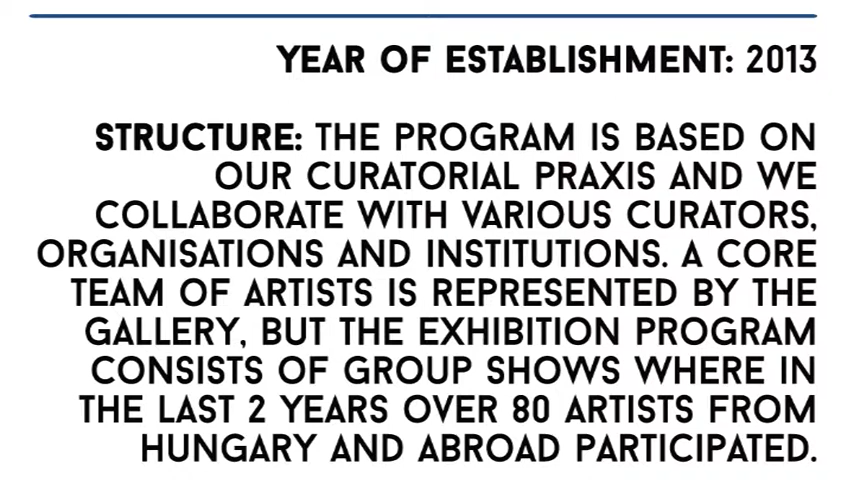 YEAR OF ESTABLISHMENT: 2013
STRUCTURE: THE PROGRAM IS BASED ON
OUR CURATORIAL PRAXIS AND WE
COLLABORATE WITH VARIOUS CURATORS,
ORGANISATIONS AND INSTITUTIONS. A CORE
TEAM OF ARTISTS IS REPRESENTED BY THE
GALLERY, BUT THE EXHIBITION PROGRAM
CONSISTS OF GROUP SHOWS WHERE IN
THE LAST 2 YEARS OVER 80 ARTISTS FROM
HUNGARY AND ABROAD PARTICIPATED.